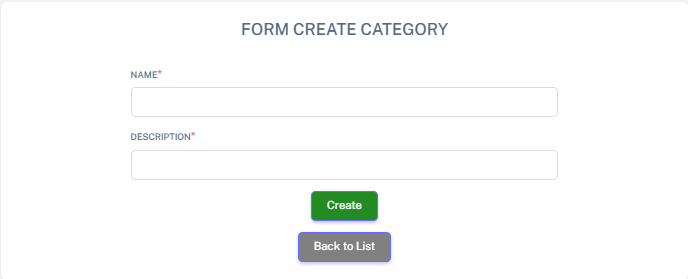 FORM CREATE CATEGORY
NAME*
DESCRIPTION*
Create
Back to List